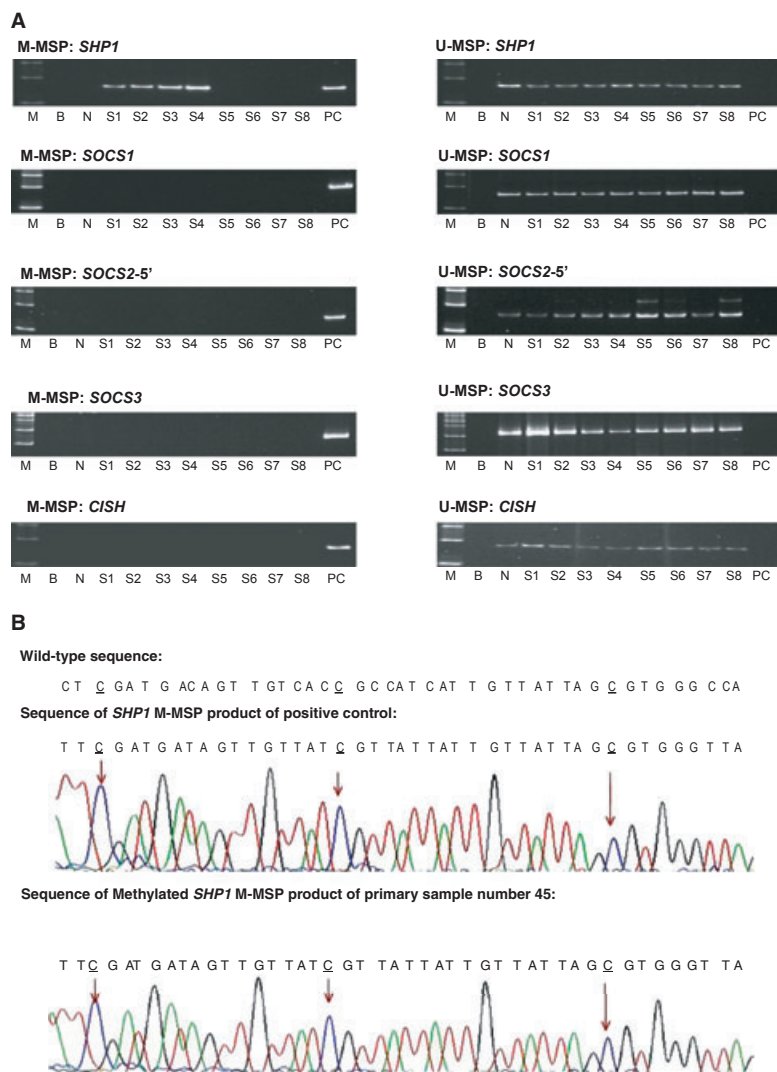 A
M-MSP: SHP1
M B N S1 S2 S3 S4 S5 S6 S7 S8 PC
U-MSP: SHP1
M B N S1 S2 S3 S4 S5 S6 S7 S8 PC
M-MSP: SOCS1
M B N S1 S2 S3 S4 S5 S6 S7 S8 PC
U-MSP: SOCS1
M B N S1 S2 S3 S4 S5 S6 S7 S8 PC
M-MSP: SOCS2-5'
M B N S1 S2 S3 S4 S5 S6 S7 S8 PC
U-MSP: SOCS2-5'
M B N S1 S2 S3 S4 S5 S6 S7 S8 PC
M-MSP: SOCS3
M B N S1 S2 S3 S4 S5 S6 S7 S8 PC
U-MSP: SOCS3
M B N S1 S2 S3 S4 S5 S6 S7 S8 PC
M-MSP: CISH
M B N S1 S2 S3 S4 S5 S6 S7 S8 PC
U-MSP: CISH
M B N S1 S2 S3 S4 S5 S6 S7 S8 PC
B
Wild-type sequence:
C T C G A T G A C A G T T G T C A C C G C C A T C A T T G T T A T T A G C G T G G G C C A
Sequence of SHP1 M-MSP product of positive control:
T T C G A T G A T A G T T G T T A T C G T T A T T A T T G T T A T T A G C G T G G G T T A
Sequence of Methylated SHP1 M-MSP product of primary sample number 45:
T T C G A T G A T A G T T G T T A T C G T T A T T A T T G T T A T T A G C G T G G G T T A